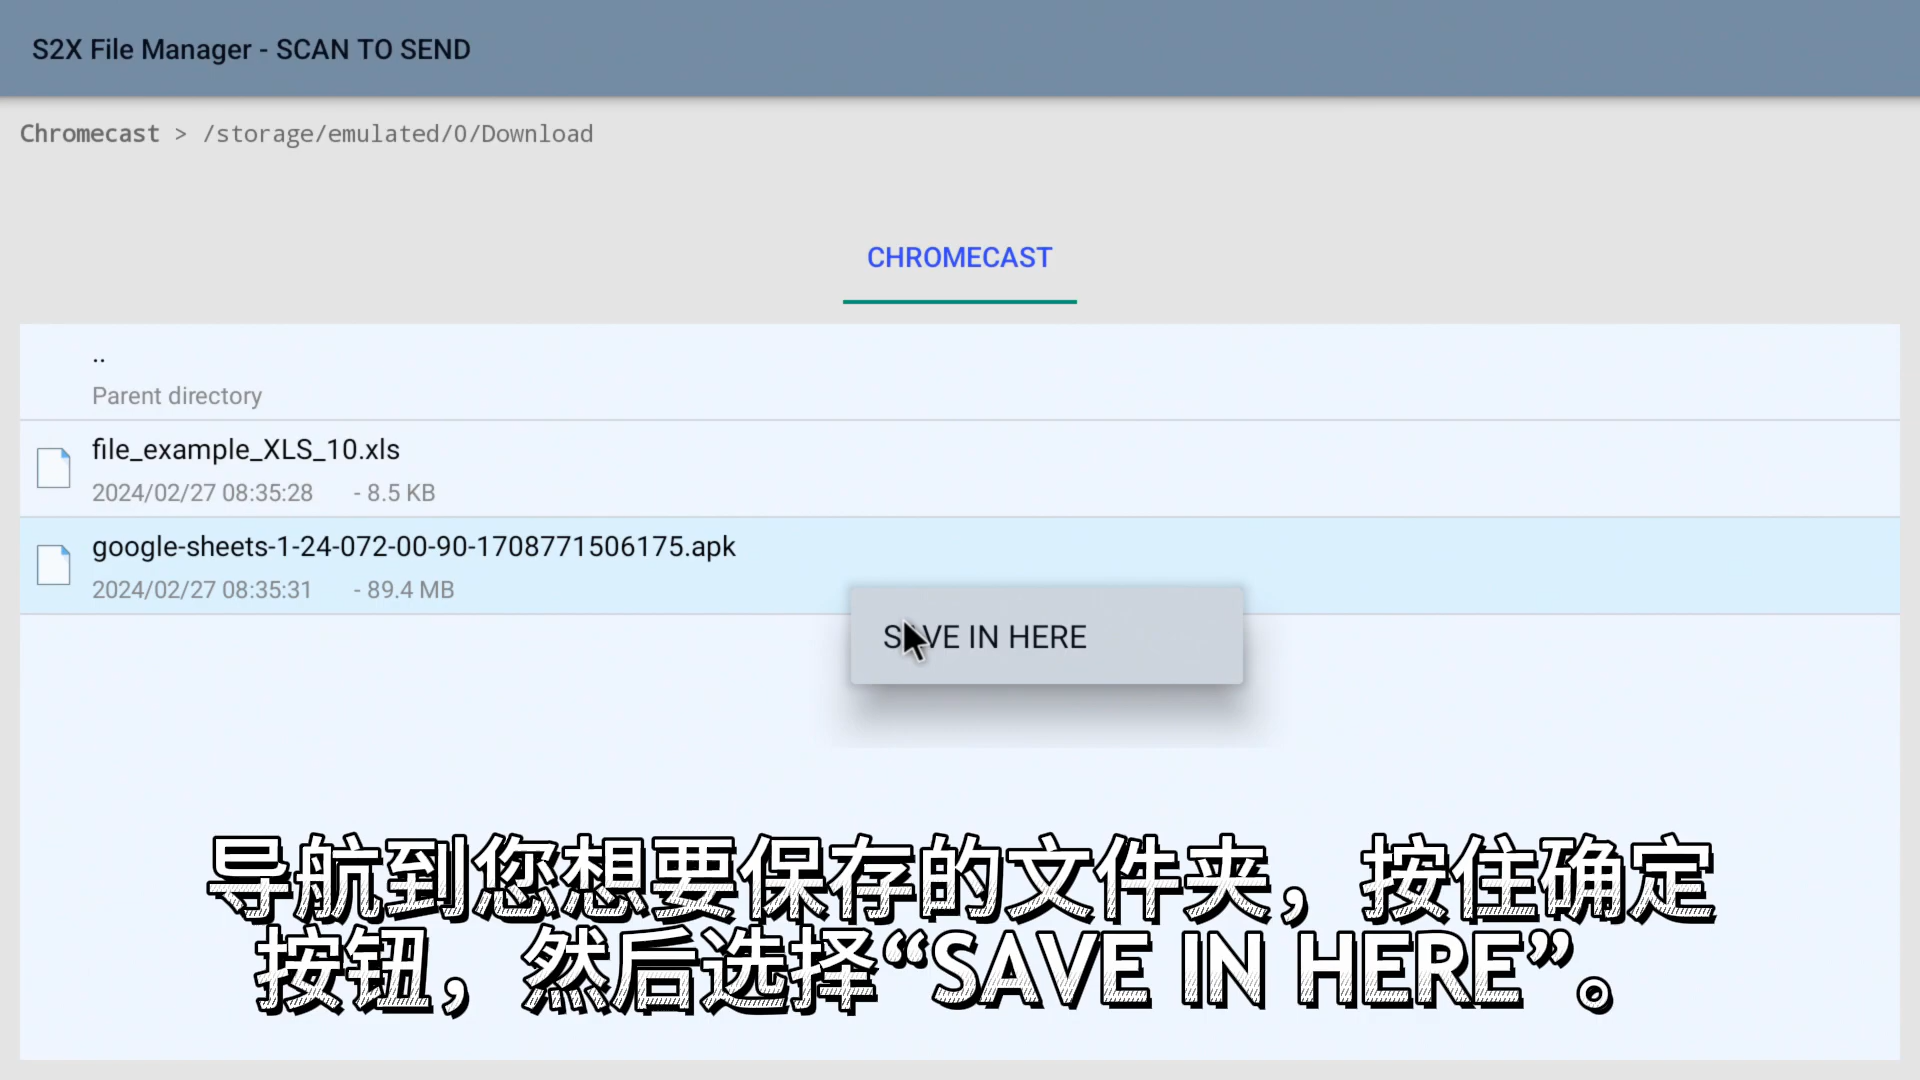 S2X File Manager - SCAN TO SEND
Chromecast > /storage/emulated/0/Download
CHROMECAST
..
Parent directory
file_example_XLS_10.xls
2024/02/27 08:35:28 - 8.5 KB
google-sheets-1-24-072-00-90-1708771506175.apk
2024/02/27 08:35:31 - 89.4 MB
SAVE IN HERE
导航到您想要保存的文件夹，按住确定
按钮，然后选择“SAVE IN HERE”。